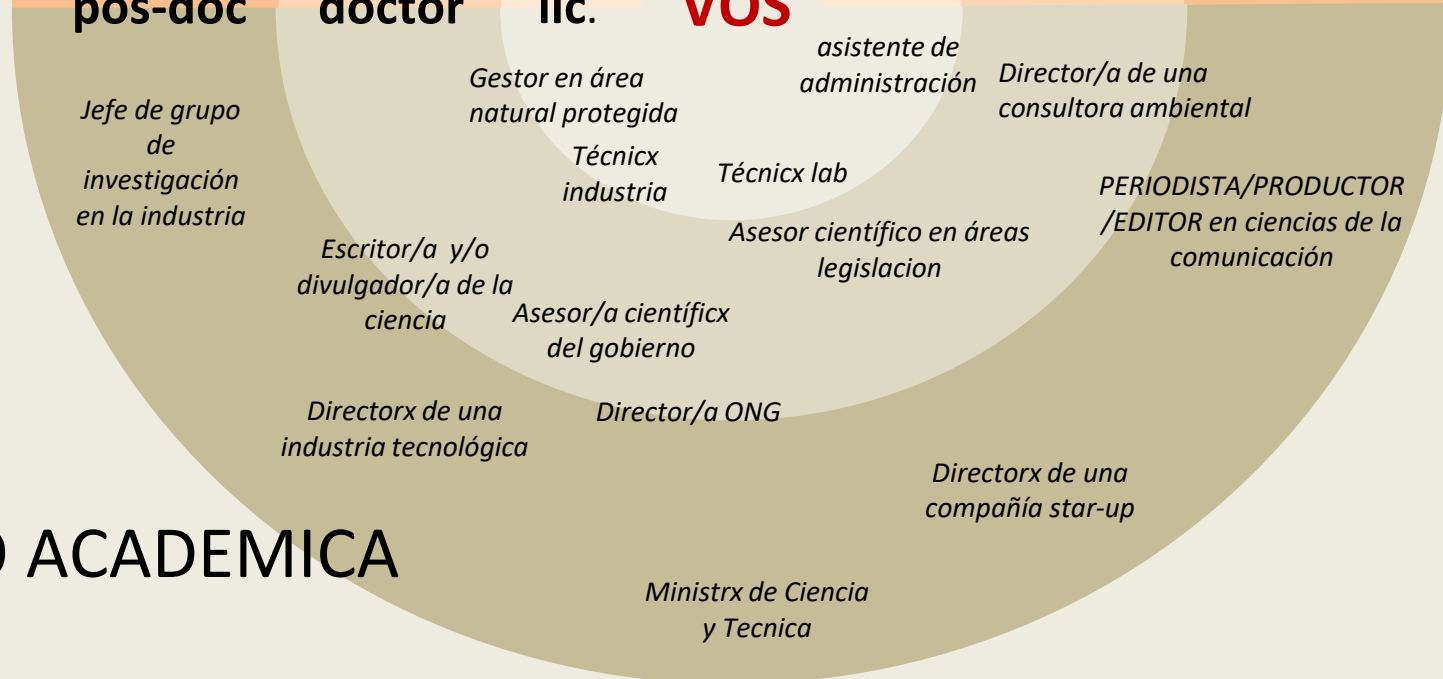 pos-doc doctor lic. VOS
asistente de
administración
Gestor en área
natural protegida
Director/a de una
consultora ambiental
Jefe de grupo
de
investigación
en la industria
Técnicx
industria
Técnicx lab
PERIODISTA/PRODUCTOR
/EDITOR en ciencias de la
comunicación
Asesor científico en áreas
legislacion
Escritor/a y/o
divulgador/a de la
ciencia
Asesor/a científicx
del gobierno
Directorx de una
industria tecnológica
Director/a ONG
Directorx de una
compañía star-up
ACADEMICA
Ministrx de Ciencia
y Tecnica